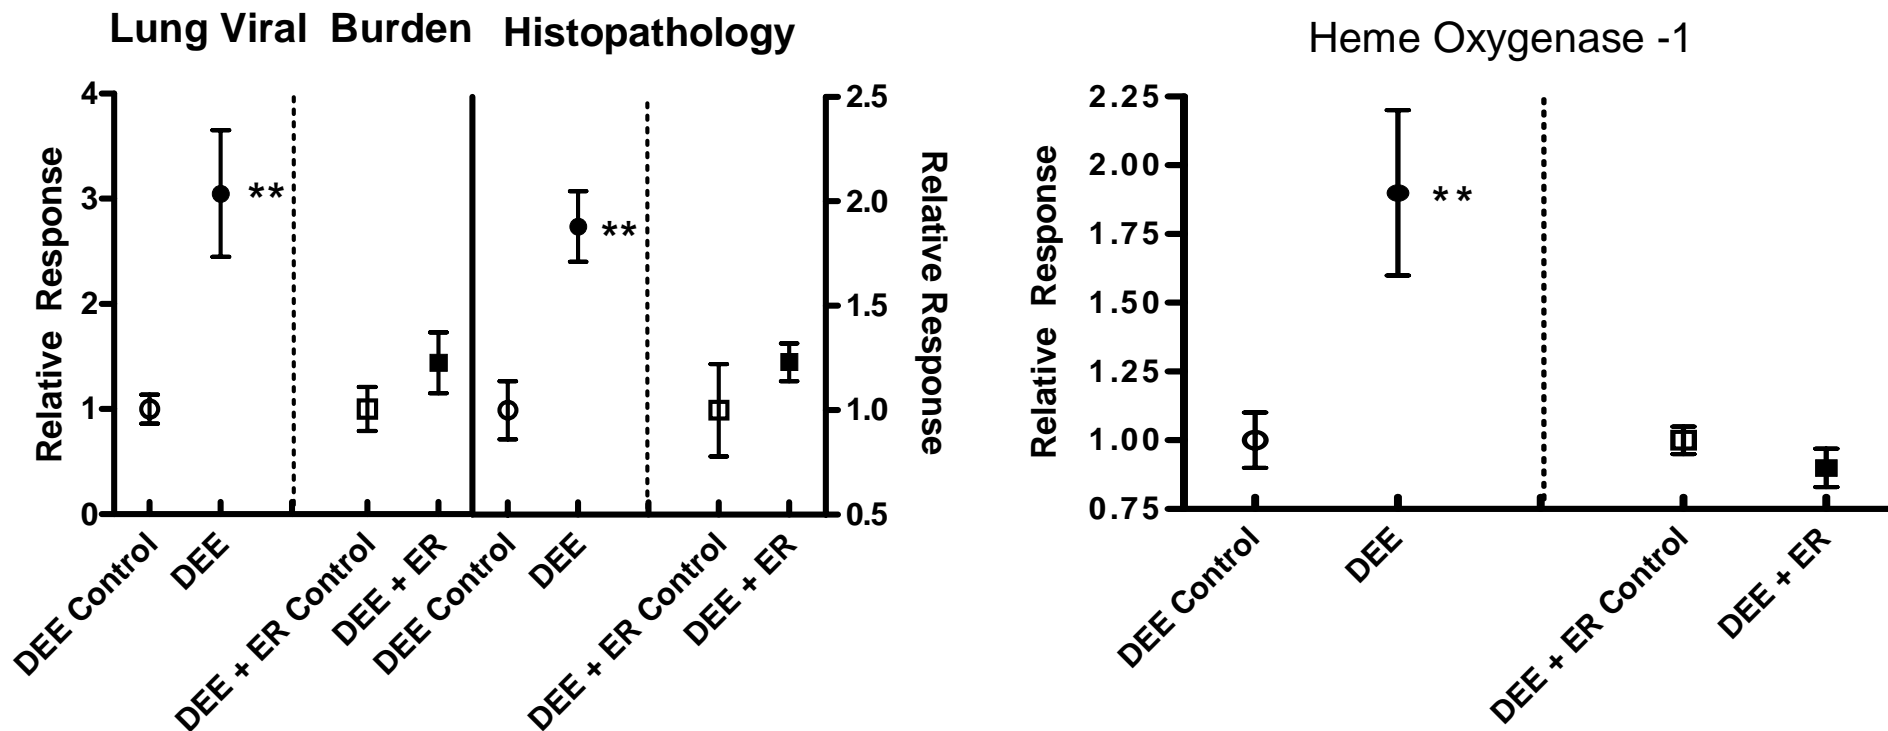 Lung Viral Burden
Histopathology
Relative Response
4
3
2
1
0
2.5
2.0
1.5
1.0
0.5
Relative Response
**
**
DEE Control
DEE
DEE + ER Control
DEE + ER
DEE Control
DEE
DEE + ER Control
DEE + ER
Heme Oxygenase -1
Relative Response
2.25
2.00
1.75
1.50
1.25
1.00
0.75
**
DEE Control
DEE
DEE + ER Control
DEE + ER